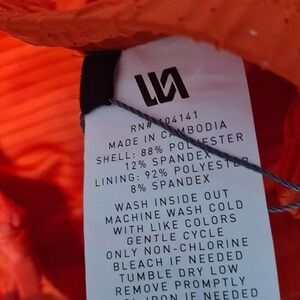 RN# 104141
MADE IN CAMBODIA
SHELL: 88% POLYESTER
12% SPANDEX
LINING: 92% POLYESTER
8% SPANDEX
WASH INSIDE OUT
MACHINE WASH COLD
WITH LIKE COLORS
GENTLE CYCLE
ONLY NON-CHLORINE
BLEACH IF NEEDED
TUMBLE DRY LOW
REMOVE PROMPTLY
IRON IF NEEDED